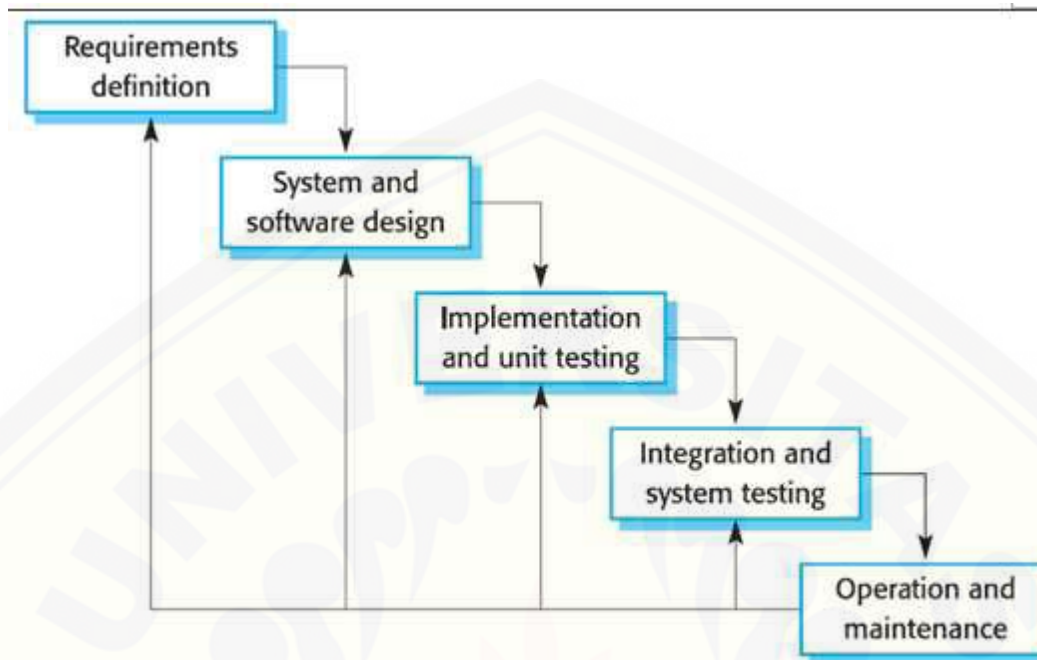 Requirements
definition
System and
software design
Implementation
and unit testing
Integration and
system testing
Operation and
maintenance